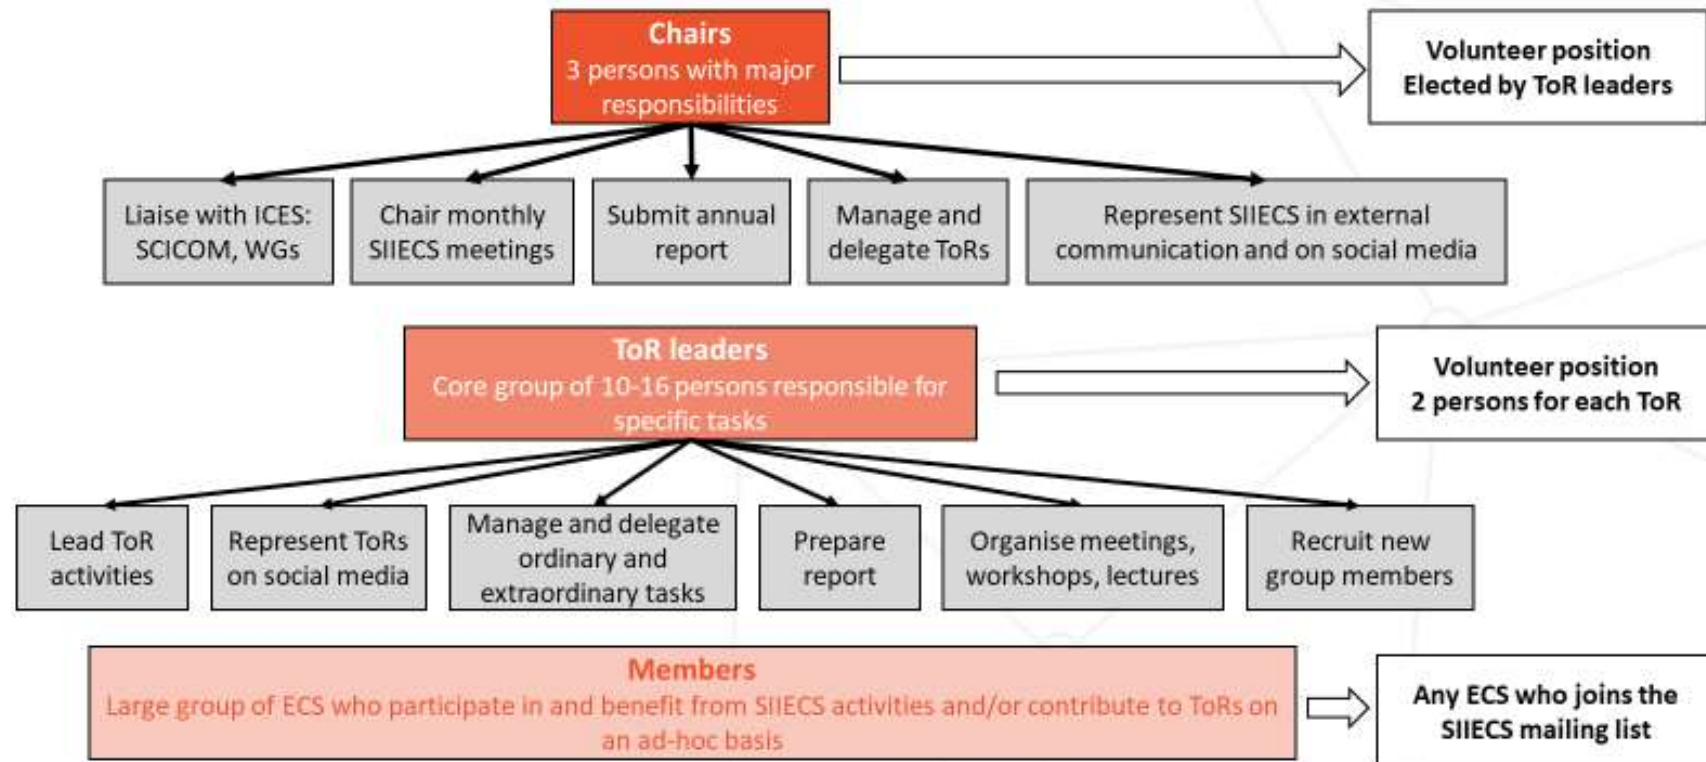 Chairs
3 persons with major
responsibilities
Volunteer position
Elected by ToR leaders
Liaise with ICES:
SCICOM, WGs
Chair monthly
SIIECS meetings
Submit annual
report
Manage and
delegate ToRs
Represent SIIECS in external
communication and on social media
ToR leaders
Core group of 10-16 persons responsible for
specific tasks
Volunteer position
2 persons for each ToR
Lead ToR
activities
Represent ToRs
on social media
Manage and delegate
ordinary and
extraordinary tasks
Prepare
report
Organise meetings,
workshops, lectures
Recruit new
group members
Members
Large group of ECS who participate in and benefit from SIIECS activities and/or contribute to ToRs on
an ad-hoc basis
Any ECS who joins the
SIIECS mailing list